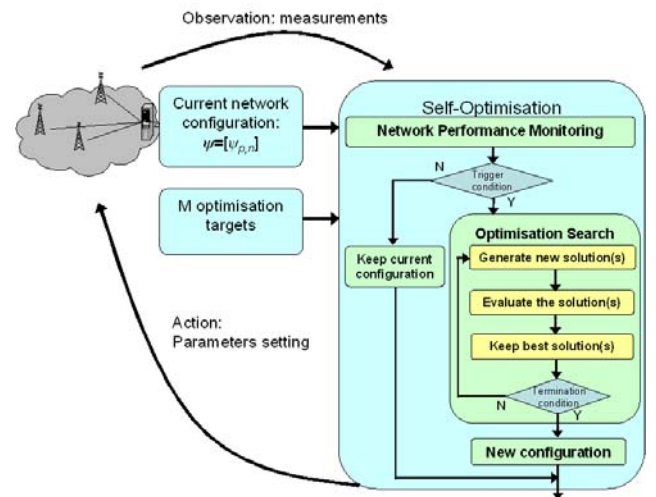 Observation: measurements
Current network
configuration:
ψ=[ψp,n]
M optimisation
targets
Action:
Parameters setting
Self-Optimisation
Network Performance Monitoring
N
Trigger
condition
Y
Keep current
configuration
Optimisation Search
Generate new solution(s)
Evaluate the solution(s)
Keep best solution(s)
Termination
condition
N
Y
New configuration